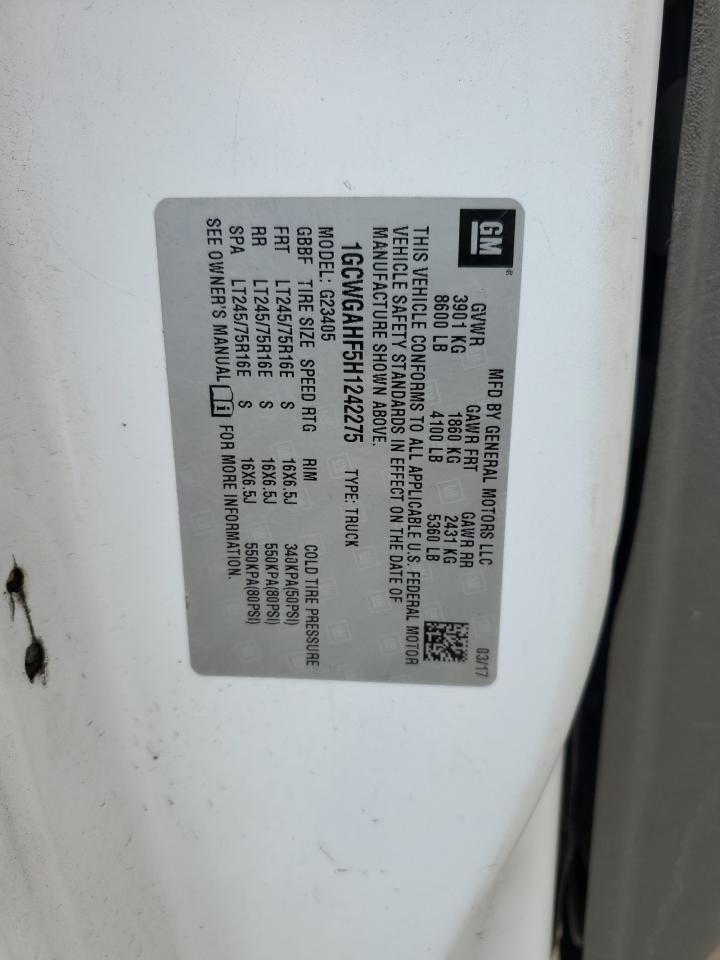 GM ®
MFD BY GENERAL MOTORS LLC 03/17
GVWR GAWR FRT GAWR RR
3901 KG 1860 KG 2431 KG
8600 LB 4100 LB 5360 LB
THIS VEHICLE CONFORMS TO ALL APPLICABLE U.S. FEDERAL MOTOR
VEHICLE SAFETY STANDARDS IN EFFECT ON THE DATE OF
MANUFACTURE SHOWN ABOVE.
1GCWGAHF5H1242275 TYPE: TRUCK
MODEL: G23405
GBBF TIRE SIZE SPEED RTG RIM COLD TIRE PRESSURE
FRT LT245/75R16E S 16X6.5J 340KPA(50PSI)
RR LT245/75R16E S 16X6.5J 550KPA(80PSI)
SPA LT245/75R16E S 16X6.5J 550KPA(80PSI)
SEE OWNER'S MANUAL FOR MORE INFORMATION.